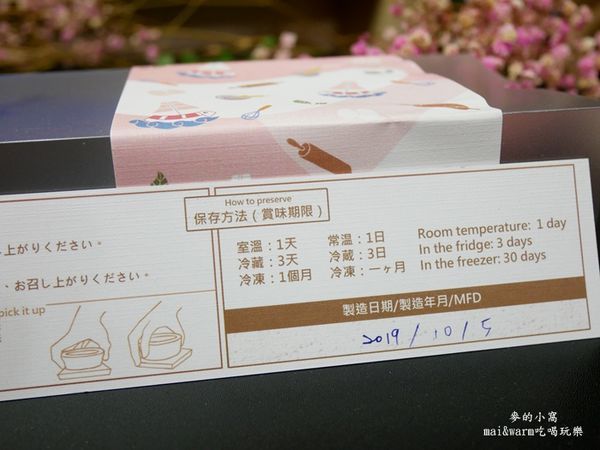 How to preserve
保存方法（賞味期限）
し上がりください。
、お召し上がりください。
pick it up
室溫：1天 常溫：1日 Room temperature: 1 day
冷藏：3天 冷蔵：3日 In the fridge: 3 days
冷凍：1個月 冷凍：一ヶ月 In the freezer: 30 days
製造日期/製造年月/MFD
2019/10/5
麥的小窩
mai&warm吃喝玩樂